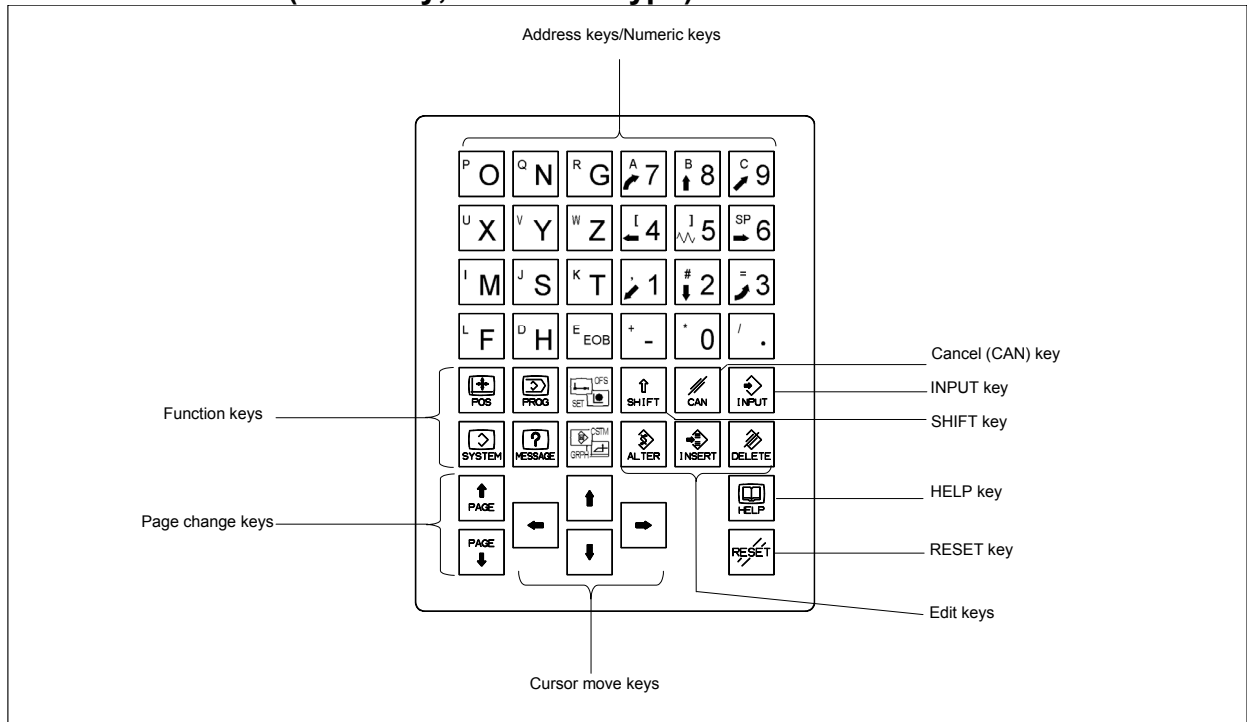 Address keys/Numeric keys
P O Q N R G A 7 B 8 C 9
U X V Y W Z [ 4 ] 5 SP 6
I M J S K T , 1 # 2 = 3
L F D H E EOB + - * 0 / .
Cancel (CAN) key
POS PROG OFS SET SHIFT CAN INPUT
INPUT key
Function keys
SHIFT key
SYSTEM MESSAGE CSTM GRPH ALTER INSERT DELETE
PAGE
HELP
HELP key
Page change keys
PAGE
RESET
RESET key
Edit keys
Cursor move keys